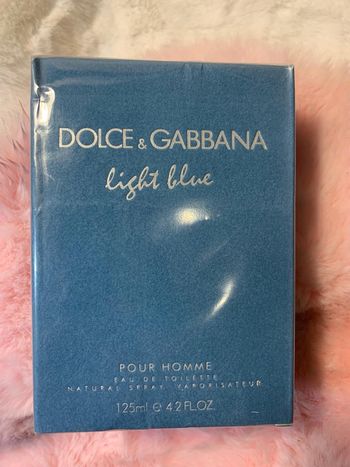 DOLCE & GABBANA
light blue
POUR HOMME
EAU DE TOILETTE
NATURAL SPRAY VAPORISATEUR
125ml ℮ 4.2 FL.OZ.